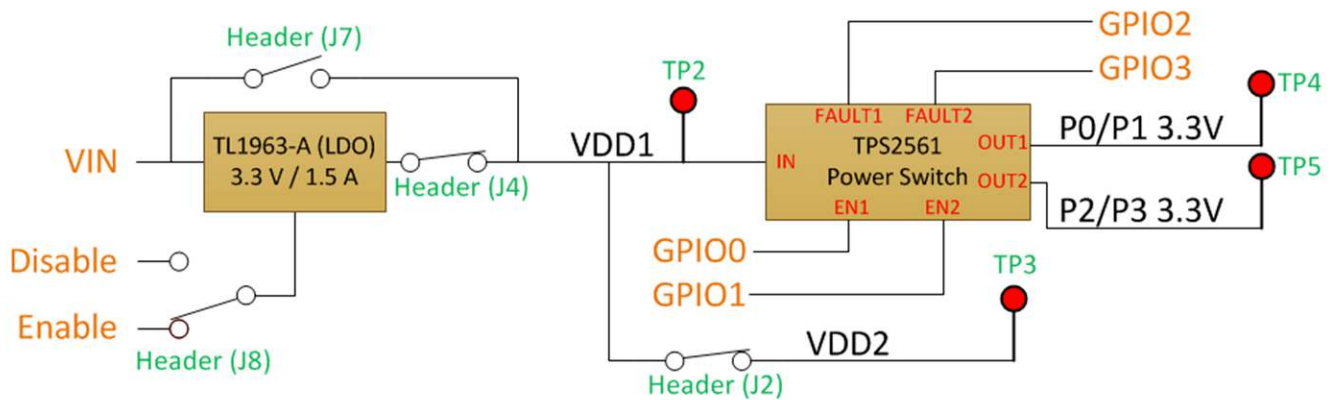 Header (J7)
GPIO2
GPIO3
TP2
TP4
TL1963-A (LDO)
3.3 V / 1.5 A
VIN
Header (J4)
VDD1
FAULT1 FAULT2
TPS2561
Power Switch
IN
OUT1
OUT2
EN1 EN2
P0/P1 3.3V
TP5
P2/P3 3.3V
Disable
Enable
Header (J8)
GPIO0
GPIO1
TP3
VDD2
Header (J2)